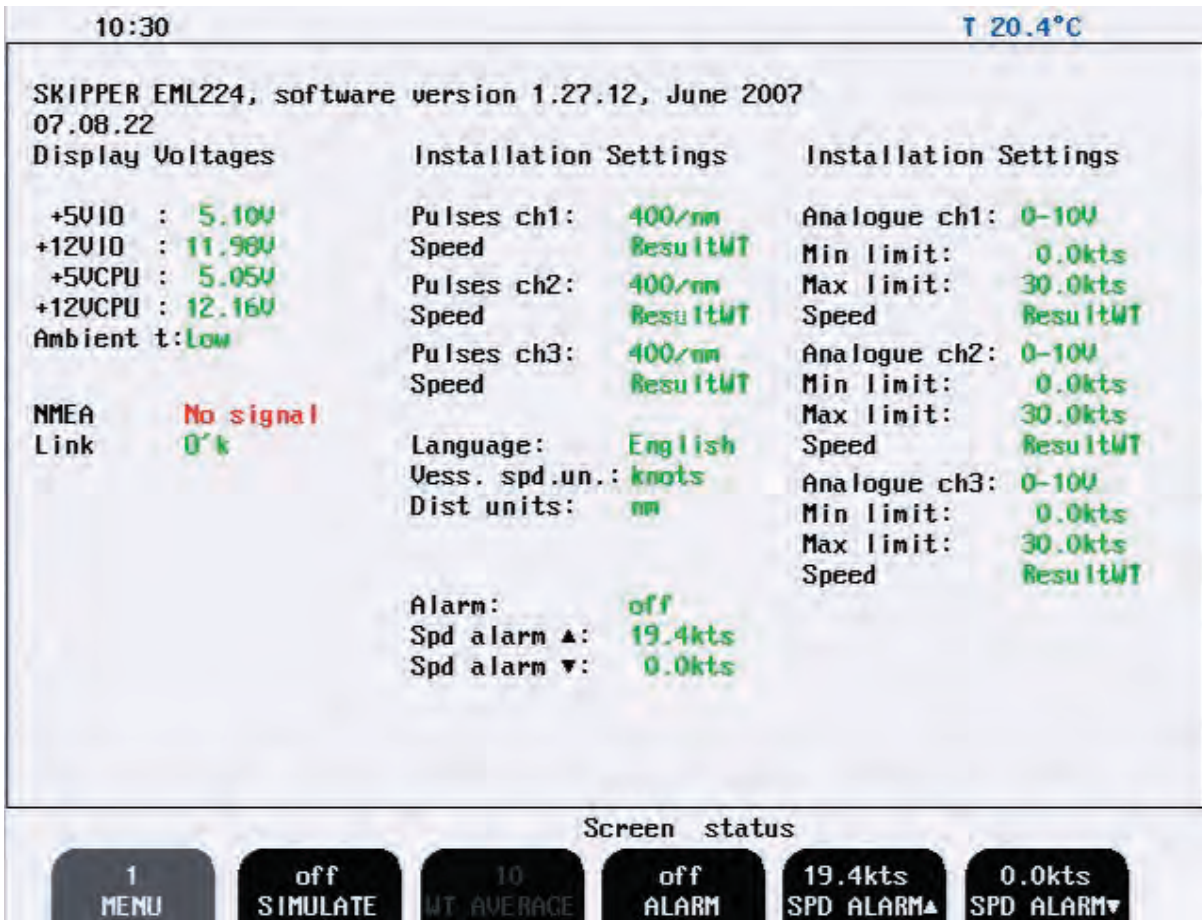 10:30 T 20.4°C
SKIPPER EML224, software version 1.27.12, June 2007
07.08.22
Display Voltages
+5VIO : 5.10V
+12VIO : 11.98V
+5VCPU : 5.05V
+12VCPU : 12.16V
Ambient t:Low
NMEA No signal
Link O´k
Installation Settings
Pulses ch1: 400/nm
Speed ResultWT
Pulses ch2: 400/nm
Speed ResultWT
Pulses ch3: 400/nm
Speed ResultWT
Language: English
Vess. spd.un.: knots
Dist units: nm
Alarm: off
Spd alarm ▲: 19.4kts
Spd alarm ▼: 0.0kts
Installation Settings
Analogue ch1: 0-10V
Min limit: 0.0kts
Max limit: 30.0kts
Speed ResultWT
Analogue ch2: 0-10V
Min limit: 0.0kts
Max limit: 30.0kts
Speed ResultWT
Analogue ch3: 0-10V
Min limit: 0.0kts
Max limit: 30.0kts
Speed ResultWT
Screen status
1
MENU
off
SIMULATE
10
WT AVERAGE
off
ALARM
19.4kts
SPD ALARM▲
0.0kts
SPD ALARM▼